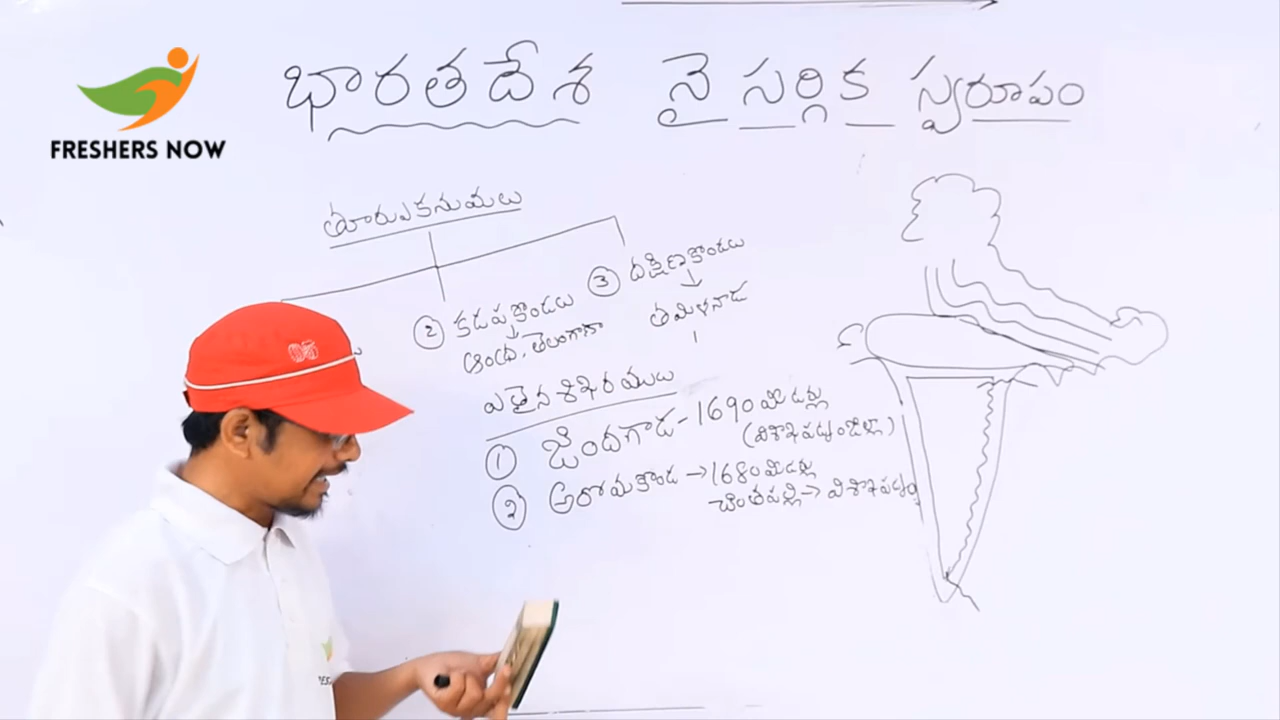 భారతదేశ నైసర్గిక స్వరూపం
FRESHERS NOW
తూరుఎకనుమలు
② కడపకొండలు
ఆంధ్ర, తెలంగాణా
③ దక్షిణకొండలు
తమిళనాడు
ఎత్తైన శిఖరములు
① జిందగాడ - 1690 మీటర్లు
(విశాఖపట్నంజిల్లా)
② అరోమకొండ → 1680 మీటర్లు
చింతపల్లి → విశాఖపట్నం